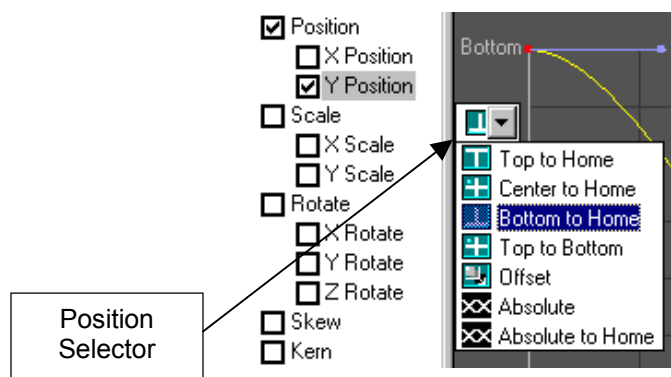 Position
X Position
Y Position
Scale
X Scale
Y Scale
Rotate
X Rotate
Y Rotate
Z Rotate
Skew
Kern
Bottom
Top to Home
Center to Home
Bottom to Home
Top to Bottom
Offset
Absolute
Absolute to Home
Position
Selector